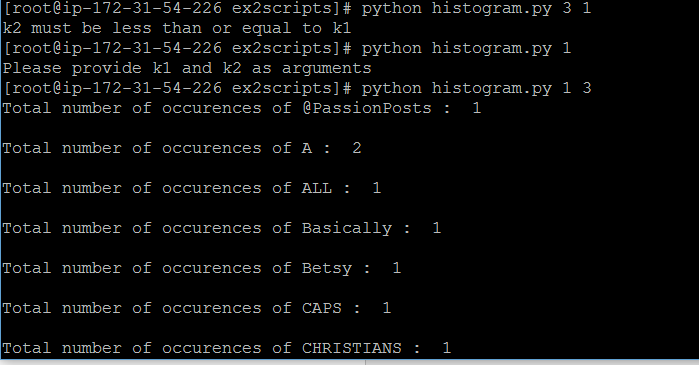 [root@ip-172-31-54-226 ex2scripts]# python histogram.py 3 1
k2 must be less than or equal to k1
[root@ip-172-31-54-226 ex2scripts]# python histogram.py 1
Please provide k1 and k2 as arguments
[root@ip-172-31-54-226 ex2scripts]# python histogram.py 1 3
Total number of occurences of @PassionPosts :  1
Total number of occurences of A :  2
Total number of occurences of ALL :  1
Total number of occurences of Basically :  1
Total number of occurences of Betsy :  1
Total number of occurences of CAPS :  1
Total number of occurences of CHRISTIANS :  1